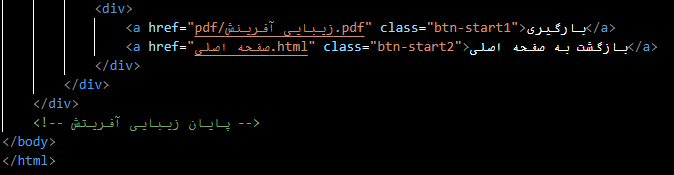 <div>
<a href="pdf/زیبایی آفرینش.pdf" class="btn-start1">بارگیری</a>
<a href="صفحه اصلی.html" class="btn-start2">بازگشت به صفحه اصلی</a>
</div>
</div>
</div>
<!-- پایان زیبایی آفرینش -->
</body>
</html>